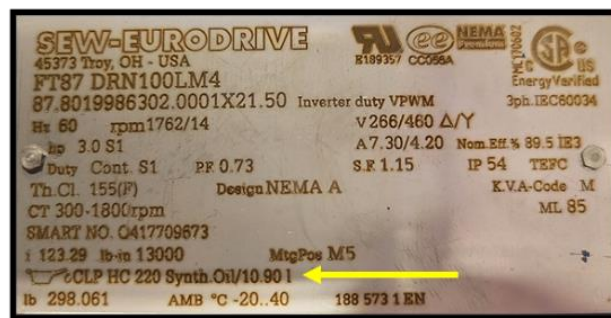 SEW-EURODRIVE
45373 Troy, OH - USA
E189357 CC056A
NEMA Premium
EnergyVerified
FT87 DRN100LM4
87.8019986302.0001X21.50 Inverter duty VPWM 3ph.IEC60034
Hz 60 rpm 1762/14 V 266/460 Δ/Y
hp 3.0 S1 A 7.30/4.20 Nom.Eff.% 89.5 IE3
Duty Cont. S1 P.F. 0.73 S.F. 1.15 IP 54 TEFC
Th.Cl. 155(F) Design NEMA A K.V.A-Code M
CT 300-1800rpm ML 85
SMART NO. 0417709673
i 123.29 lb-in 13000 MtgPos M5
CLP HC 220 Synth.Oil/10.90 l
lb 298.061 AMB °C -20..40 188 573 1 EN